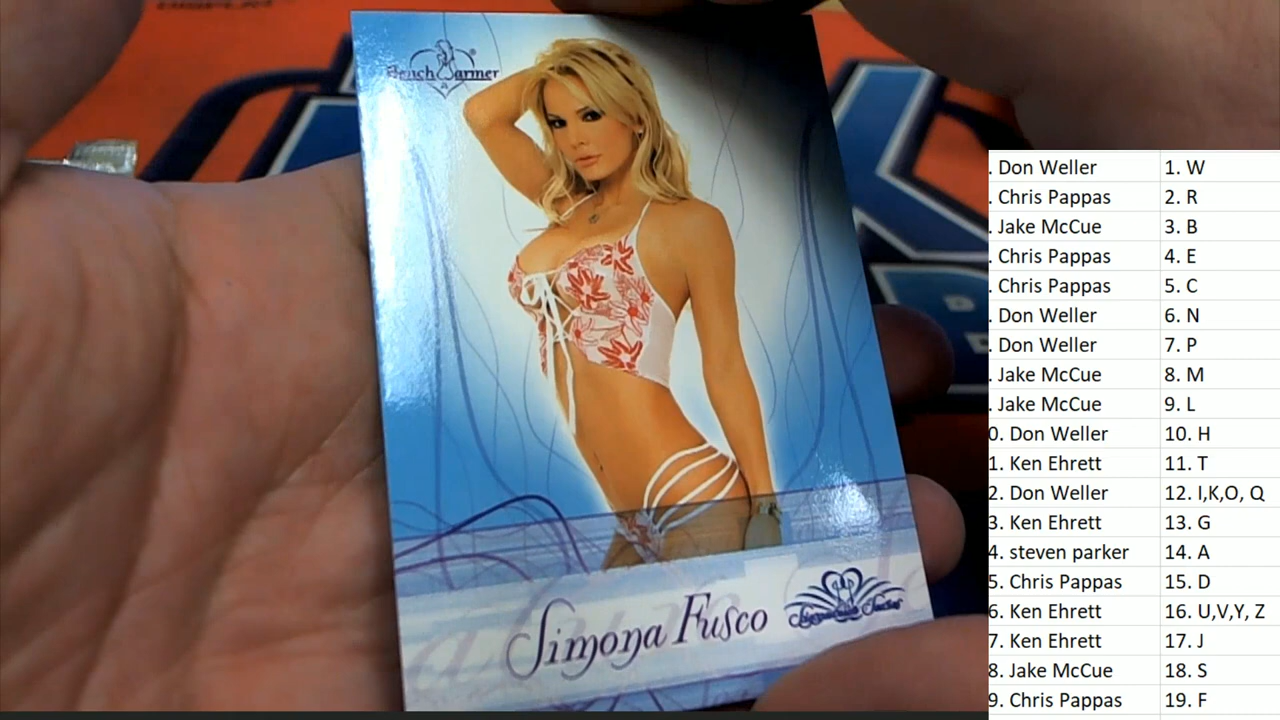 BenchWarmer
Simona Fusco
. Don Weller 1. W
. Chris Pappas 2. R
. Jake McCue 3. B
. Chris Pappas 4. E
. Chris Pappas 5. C
. Don Weller 6. N
. Don Weller 7. P
. Jake McCue 8. M
. Jake McCue 9. L
0. Don Weller 10. H
1. Ken Ehrett 11. T
2. Don Weller 12. I,K,O, Q
3. Ken Ehrett 13. G
4. steven parker 14. A
5. Chris Pappas 15. D
6. Ken Ehrett 16. U,V,Y, Z
7. Ken Ehrett 17. J
8. Jake McCue 18. S
9. Chris Pappas 19. F